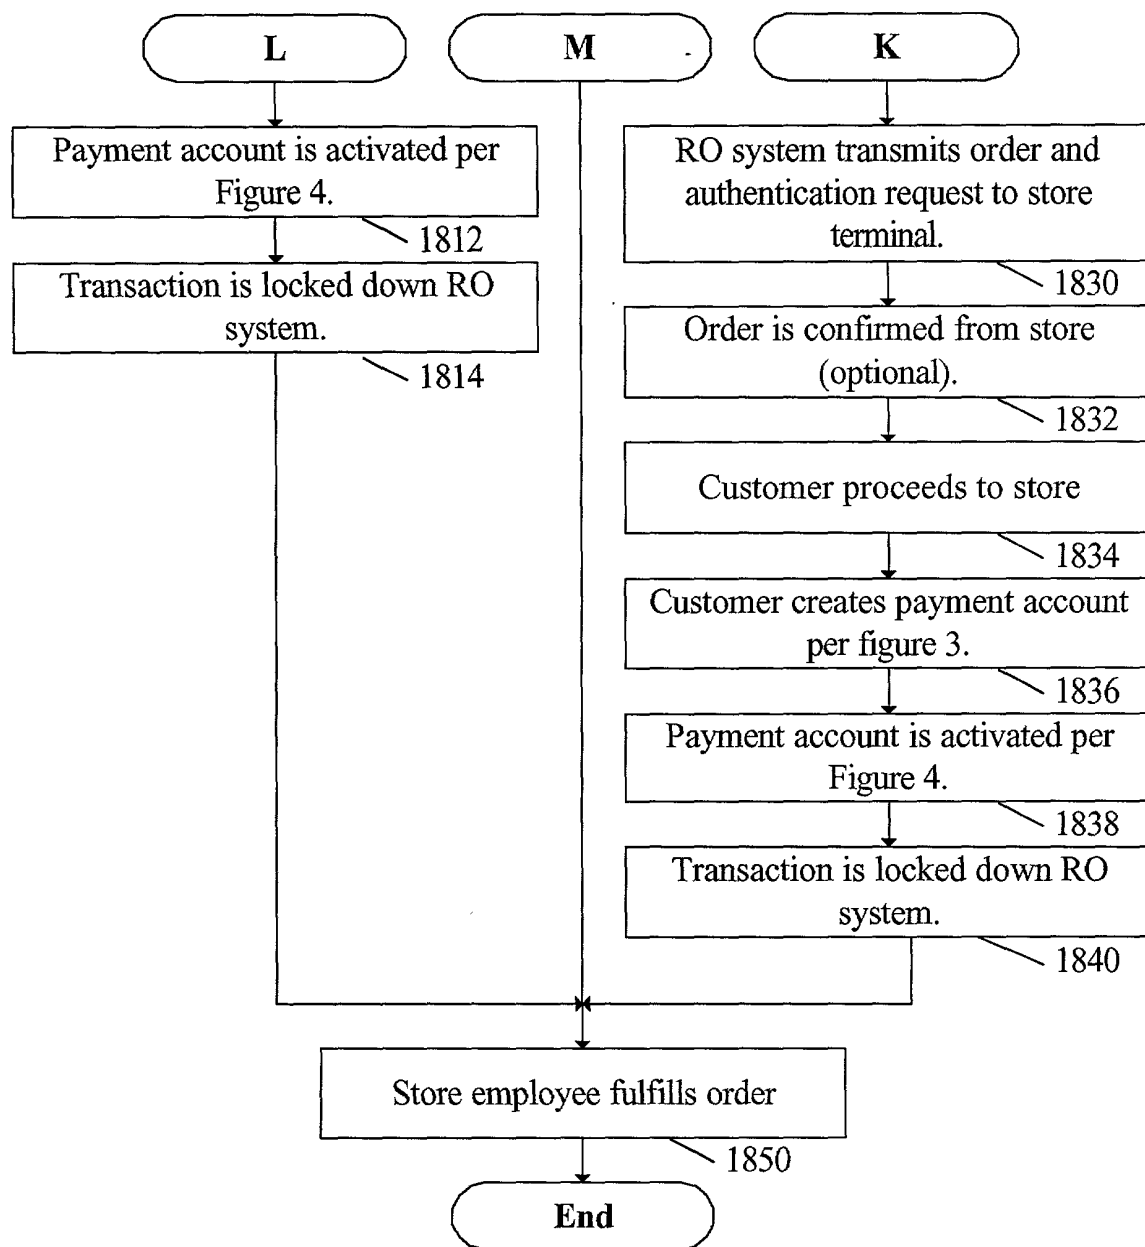 L
M
K
Payment account is activated per
Figure 4.
1812
Transaction is locked down RO
system.
1814
RO system transmits order and
authentication request to store
terminal.
1830
Order is confirmed from store
(optional).
1832
Customer proceeds to store
1834
Customer creates payment account
per figure 3.
1836
Payment account is activated per
Figure 4.
1838
Transaction is locked down RO
system.
1840
Store employee fulfills order
1850
End